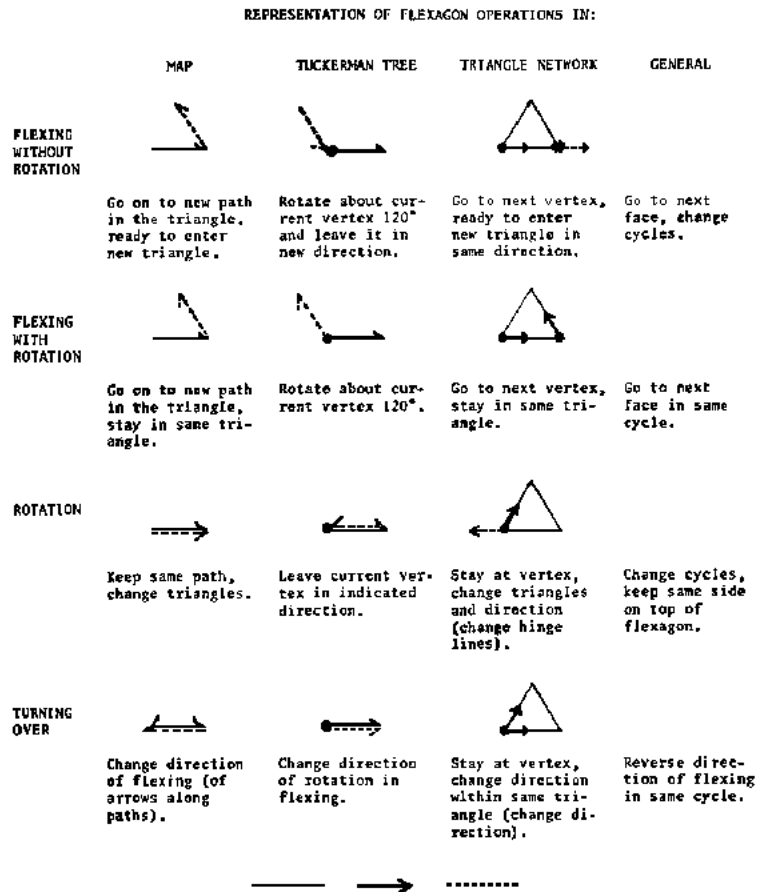 REPRESENTATION OF FLEXAGON OPERATIONS IN:
MAP
TUCKERMAN TREE
TRIANGLE NETWORK
GENERAL
FLEXING
WITHOUT
ROTATION
Go on to new path
in the triangle,
ready to enter
new triangle.
Rotate about cur-
rent vertex 120°
and leave it in
new direction.
Go to next vertex,
ready to enter
new triangle in
same direction.
Go to next
face, change
cycles.
FLEXING
WITH
ROTATION
Go on to new path
in the triangle,
stay in same tri-
angle.
Rotate about cur-
rent vertex 120°.
Go to next vertex,
stay in same tri-
angle.
Go to next
face in same
cycle.
ROTATION
Keep same path,
change triangles.
Leave current ver-
tex in indicated
direction.
Stay at vertex,
change triangles
and direction
(change hinge
lines).
Change cycles,
keep same side
on top of
flexagon.
TURNING
OVER
Change direction
of flexing (of
arrows along
paths).
Change direction
of rotation in
flexing.
Stay at vertex,
change direction
within same tri-
angle (change di-
rection).
Reverse direc-
tion of flexing
in same cycle.